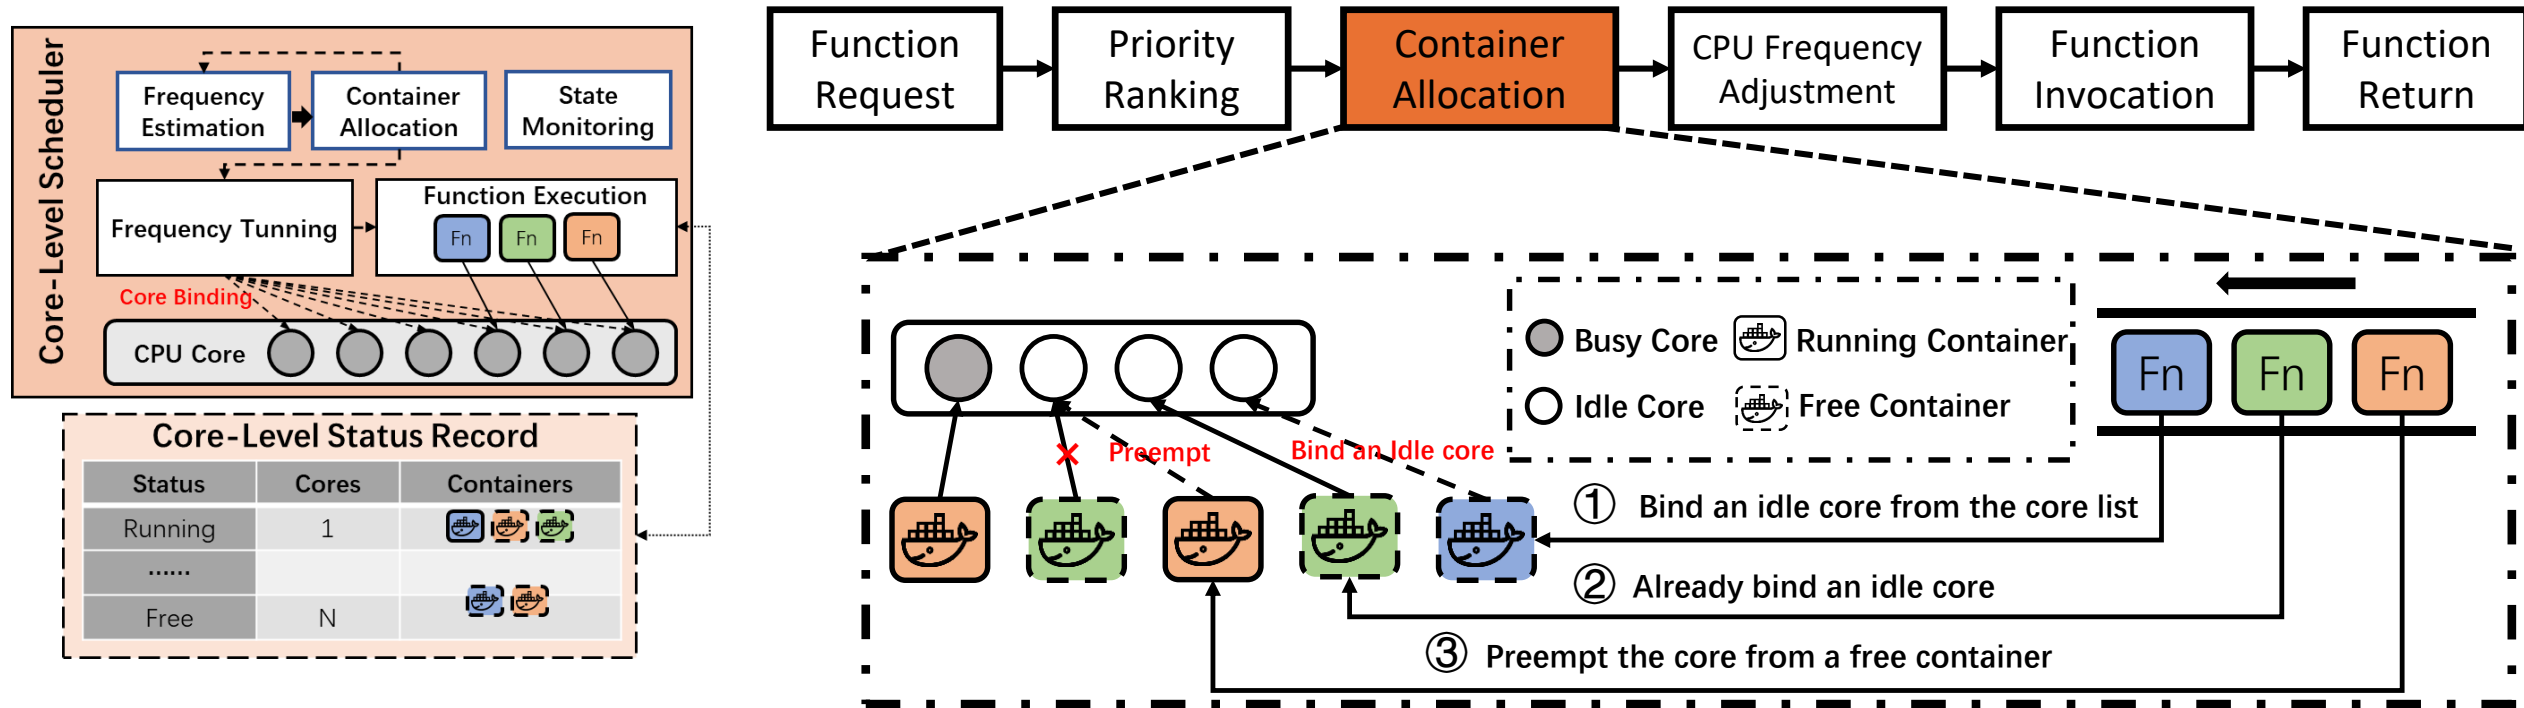 Core-Level Scheduler
Frequency
Estimation
Container
Allocation
State
Monitoring
Frequency Tunning
Function Execution
Fn
Fn
Fn
Core Binding
CPU Core
Core-Level Status Record
Status
Cores
Containers
Running
1
......
Free
N
Function
Request
Priority
Ranking
Container
Allocation
CPU Frequency
Adjustment
Function
Invocation
Function
Return
Busy Core
Running Container
Idle Core
Free Container
Fn
Fn
Fn
Preempt
Bind an Idle core
① Bind an idle core from the core list
② Already bind an idle core
③ Preempt the core from a free container